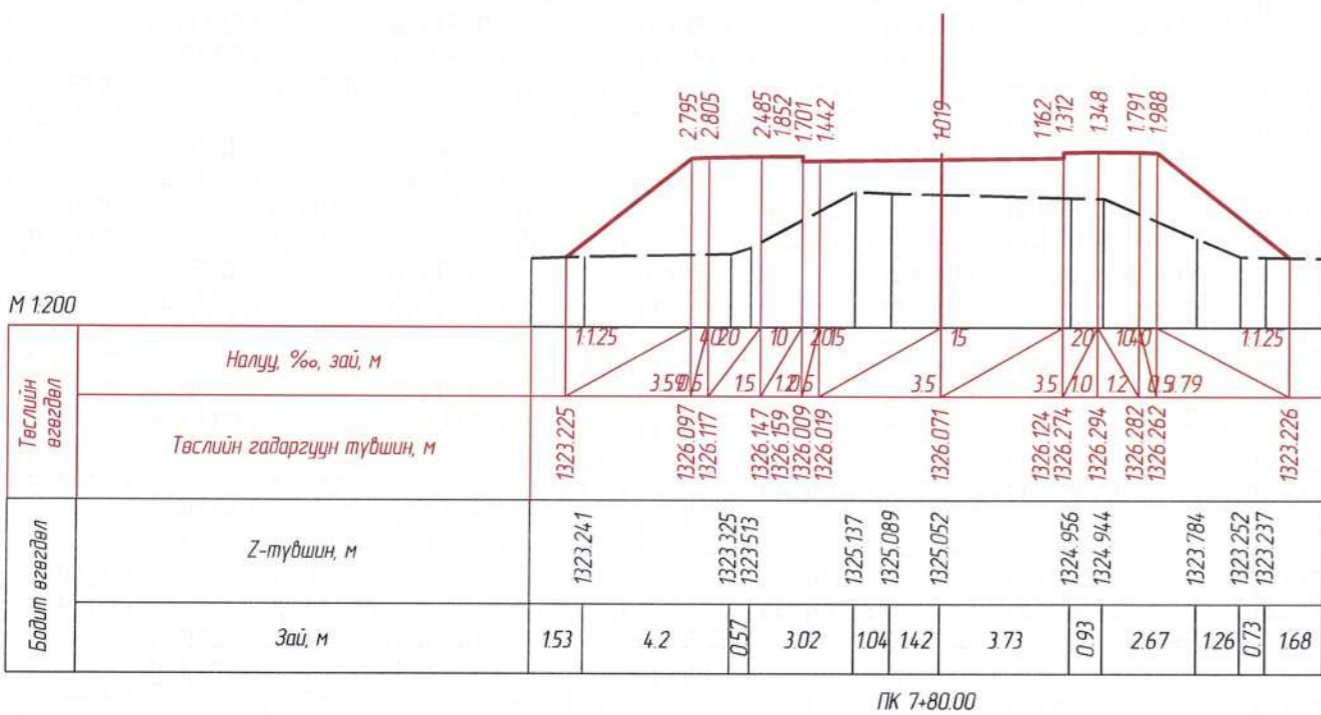 2.795 2.805 2.485 1.852 1.701 1.442 1.019 1.162 1.312 1.348 1.791 1.988
М 1:200
Төслийн өгөгдөл
Налуу, ‰, зай, м
1:1.25 40 20 10 20 15 15 20 10 40 1:1.25
3.59 0.5 1.5 1.2 0.5 3.5 3.5 1.0 1.2 0.5 3.79
Төслийн гадаргуун түвшин, м
1323.225 1326.097 1326.117 1326.147 1326.159 1326.009 1326.019 1326.071 1326.124 1326.274 1326.294 1326.282 1326.262 1323.226
Бодит өгөгдөл
Z-түвшин, м
1323.241 1323.325 1323.513 1325.137 1325.089 1325.052 1324.956 1324.944 1323.784 1323.252 1323.237
Зай, м
1.53 4.2 0.57 3.02 1.04 1.42 3.73 0.93 2.67 1.26 0.73 1.68
ПК 7+80.00